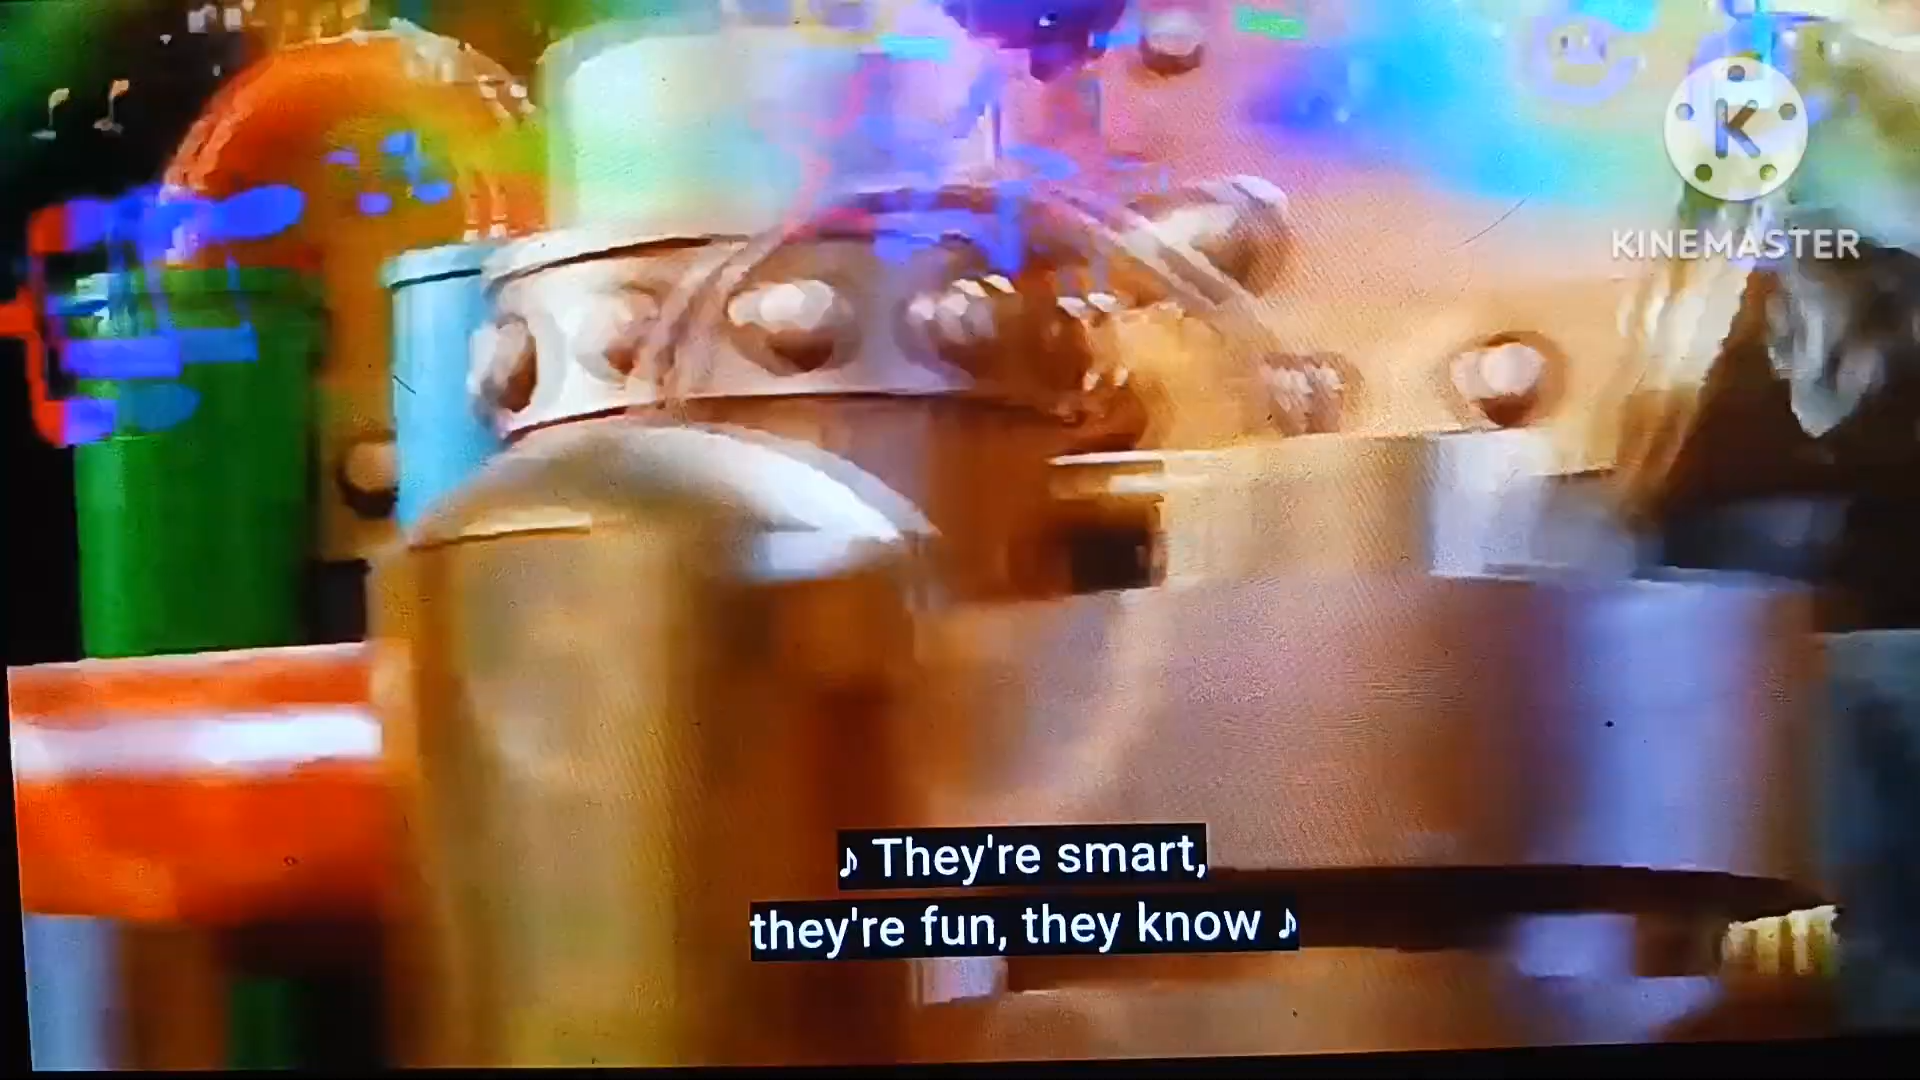 K
KINEMASTER
♪ They're smart,
they're fun, they know ♪